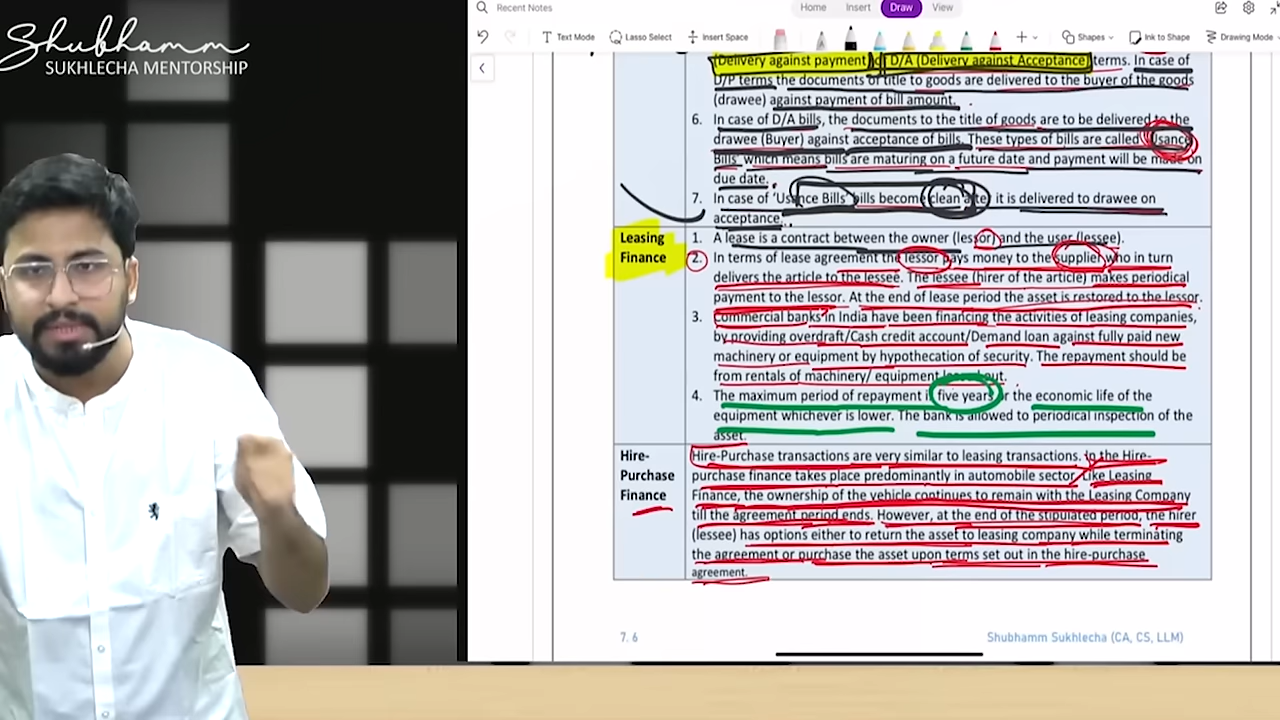 Shubhamm
SUKHLECHA MENTORSHIP
Recent Notes
Home Insert Draw View
Text Mode Lasso Select Insert Space Shapes Ink to Shape Drawing Mode
(Delivery against payment) or D/A (Delivery against Acceptance) terms. In case of
D/P terms the documents of title to goods are delivered to the buyer of the goods
(drawee) against payment of bill amount.
6. In case of D/A bills, the documents to the title of goods are to be delivered to the
drawee (Buyer) against acceptance of bills. These types of bills are called 'Usance
Bills' which means bills are maturing on a future date and payment will be made on
due date.
7. In case of 'Usance Bills' bills become clean after it is delivered to drawee on
acceptance.
Leasing
Finance
1. A lease is a contract between the owner (lessor) and the user (lessee).
2. In terms of lease agreement the lessor pays money to the supplier who in turn
delivers the article to the lessee. The lessee (hirer of the article) makes periodical
payment to the lessor. At the end of lease period the asset is restored to the lessor.
3. Commercial banks in India have been financing the activities of leasing companies,
by providing overdraft/Cash credit account/Demand loan against fully paid new
machinery or equipment by hypothecation of security. The repayment should be
from rentals of machinery/ equipment leased out.
4. The maximum period of repayment is five years or the economic life of the
equipment whichever is lower. The bank is allowed to periodical inspection of the
asset.
Hire-
Purchase
Finance
Hire-Purchase transactions are very similar to leasing transactions. In the Hire-
purchase finance takes place predominantly in automobile sector. Like Leasing
Finance, the ownership of the vehicle continues to remain with the Leasing Company
till the agreement period ends. However, at the end of the stipulated period, the hirer
(lessee) has options either to return the asset to leasing company while terminating
the agreement or purchase the asset upon terms set out in the hire-purchase
agreement.
7. 6
Shubhamm Sukhlecha (CA, CS, LLM)